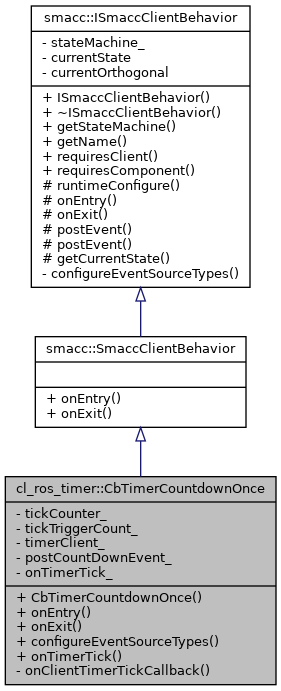 smacc::ISmaccClientBehavior
- stateMachine_
- currentState
- currentOrthogonal
+ ISmaccClientBehavior()
+ ~ISmaccClientBehavior()
+ getStateMachine()
+ getName()
+ requiresClient()
+ requiresComponent()
# runtimeConfigure()
# onEntry()
# onExit()
# postEvent()
# postEvent()
# getCurrentState()
- configureEventSourceTypes()
smacc::SmaccClientBehavior
+ onEntry()
+ onExit()
cl_ros_timer::CbTimerCountdownOnce
- tickCounter_
- tickTriggerCount_
- timerClient_
- postCountDownEvent_
- onTimerTick_
+ CbTimerCountdownOnce()
+ onEntry()
+ onExit()
+ configureEventSourceTypes()
+ onTimerTick()
- onClientTimerTickCallback()